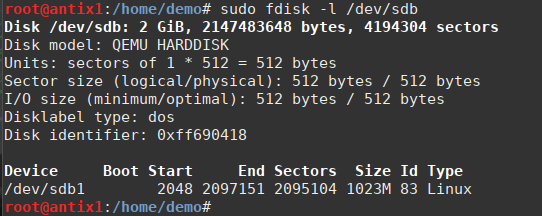 root@antix1:/home/demo# sudo fdisk -l /dev/sdb
Disk /dev/sdb: 2 GiB, 2147483648 bytes, 4194304 sectors
Disk model: QEMU HARDDISK
Units: sectors of 1 * 512 = 512 bytes
Sector size (logical/physical): 512 bytes / 512 bytes
I/O size (minimum/optimal): 512 bytes / 512 bytes
Disklabel type: dos
Disk identifier: 0xff690418

Device     Boot Start     End Sectors  Size Id Type
/dev/sdb1        2048 2097151 2095104 1023M 83 Linux
root@antix1:/home/demo#